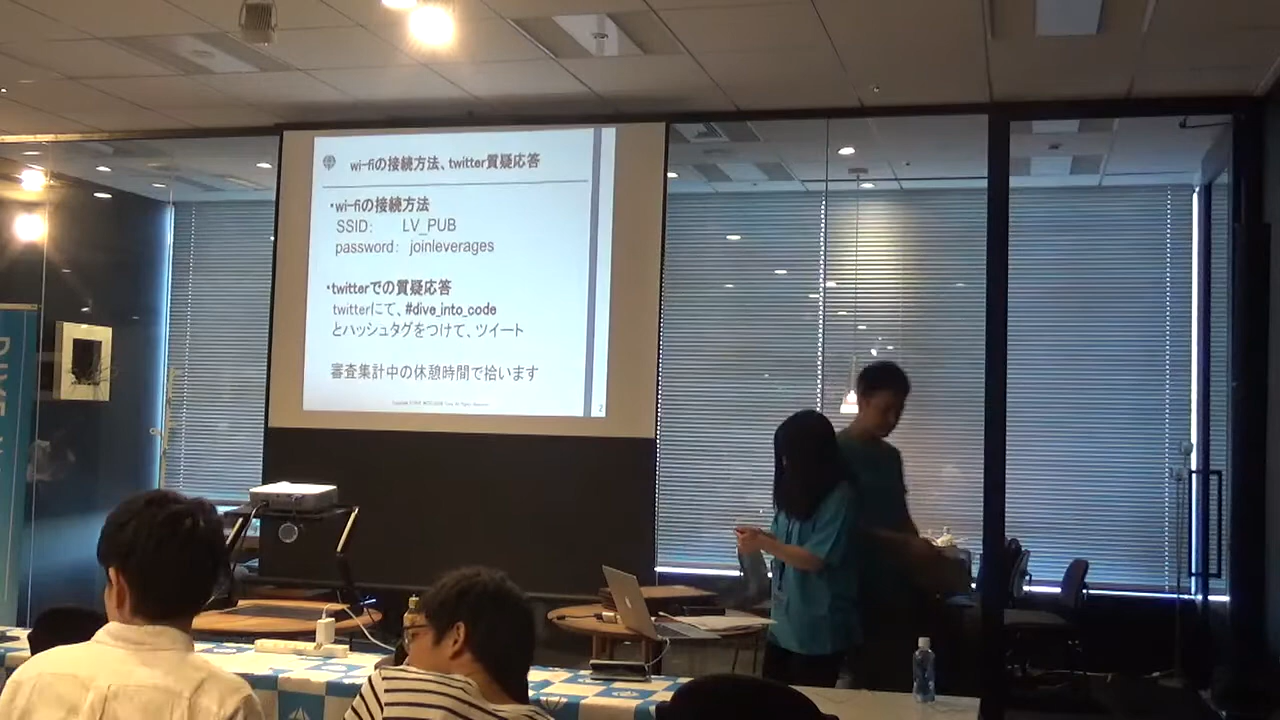 wi-fiの接続方法、twitter質疑応答
・wi-fiの接続方法
SSID: LV_PUB
password: joinleverages
・twitterでの質疑応答
twitterにて、#dive_into_code
とハッシュタグをつけて、ツイート
審査集計中の休憩時間で拾います
2
DIVE